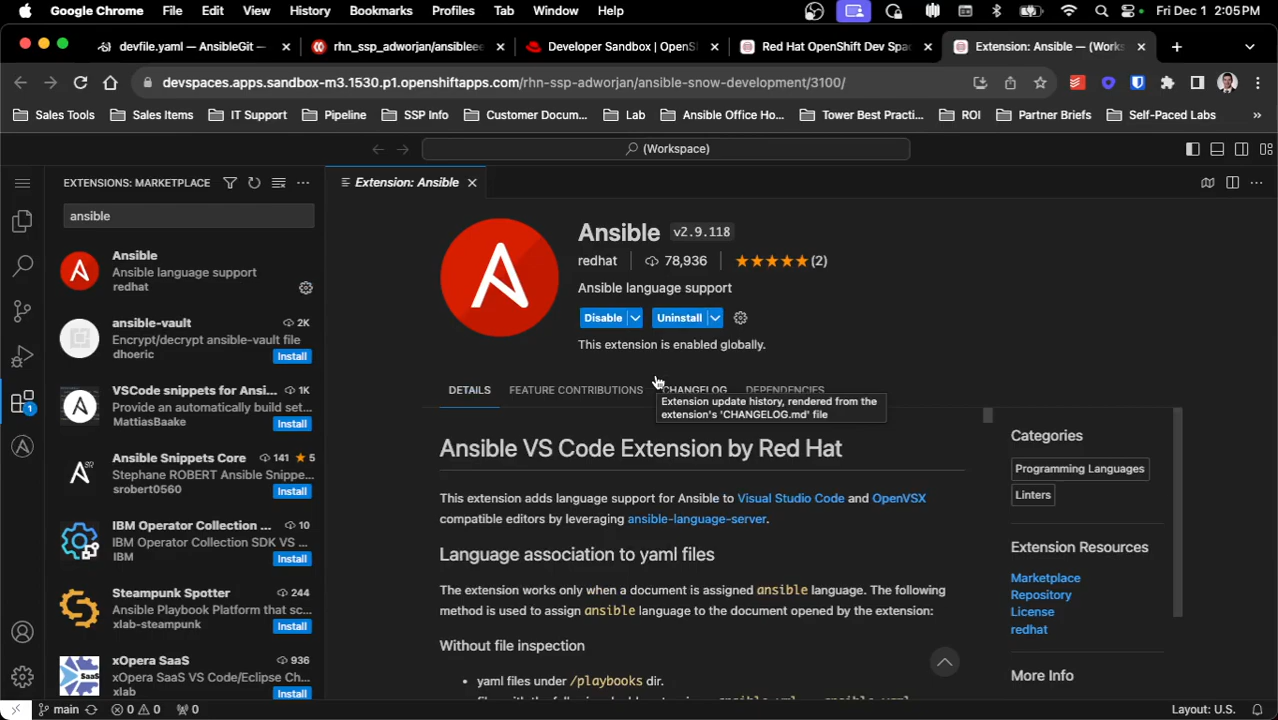 Google Chrome File Edit View History Bookmarks Profiles Tab Window Help Fri Dec 1 2:05 PM
devfile.yaml — AnsibleGit — rhn_ssp_adworjan/ansibleee Developer Sandbox | OpenS Red Hat OpenShift Dev Spa Extension: Ansible — (Works
devspaces.apps.sandbox-m3.1530.p1.openshiftapps.com/rhn-ssp-adworjan/ansible-snow-development/3100/
Sales Tools Sales Items IT Support Pipeline SSP Info Customer Docum... Lab Ansible Office Ho... Tower Best Practi... ROI Partner Briefs Self-Paced Labs »
(Workspace)
EXTENSIONS: MARKETPLACE
Extension: Ansible
ansible
Ansible
Ansible language support
redhat
ansible-vault 2K
Encrypt/decrypt ansible-vault file
dhoeric Install
VSCode snippets for Ansi... 1K
Provide an automatically build set...
MattiasBaake Install
Ansible Snippets Core 141 5
Stephane ROBERT Ansible Snippe...
srobert0560 Install
IBM Operator Collection ... 10
IBM Operator Collection SDK VS ...
IBM Install
Steampunk Spotter 244
Ansible Playbook Platform that sc...
xlab-steampunk Install
xOpera SaaS 936
xOpera SaaS VS Code/Eclipse Ch...
xlab Install
1
Ansible v2.9.118
redhat 78,936 (2)
Ansible language support
Disable Uninstall
This extension is enabled globally.
DETAILS FEATURE CONTRIBUTIONS CHANGELOG DEPENDENCIES
Extension update history, rendered from the
extension's 'CHANGELOG.md' file
Ansible VS Code Extension by Red Hat
This extension adds language support for Ansible to Visual Studio Code and OpenVSX
compatible editors by leveraging ansible-language-server.
Language association to yaml files
The extension works only when a document is assigned ansible language. The following
method is used to assign ansible language to the document opened by the extension:
Without file inspection
• yaml files under /playbooks dir.
Categories
Programming Languages
Linters
Extension Resources
Marketplace
Repository
License
redhat
More Info
main 0 0 0 Layout: U.S.